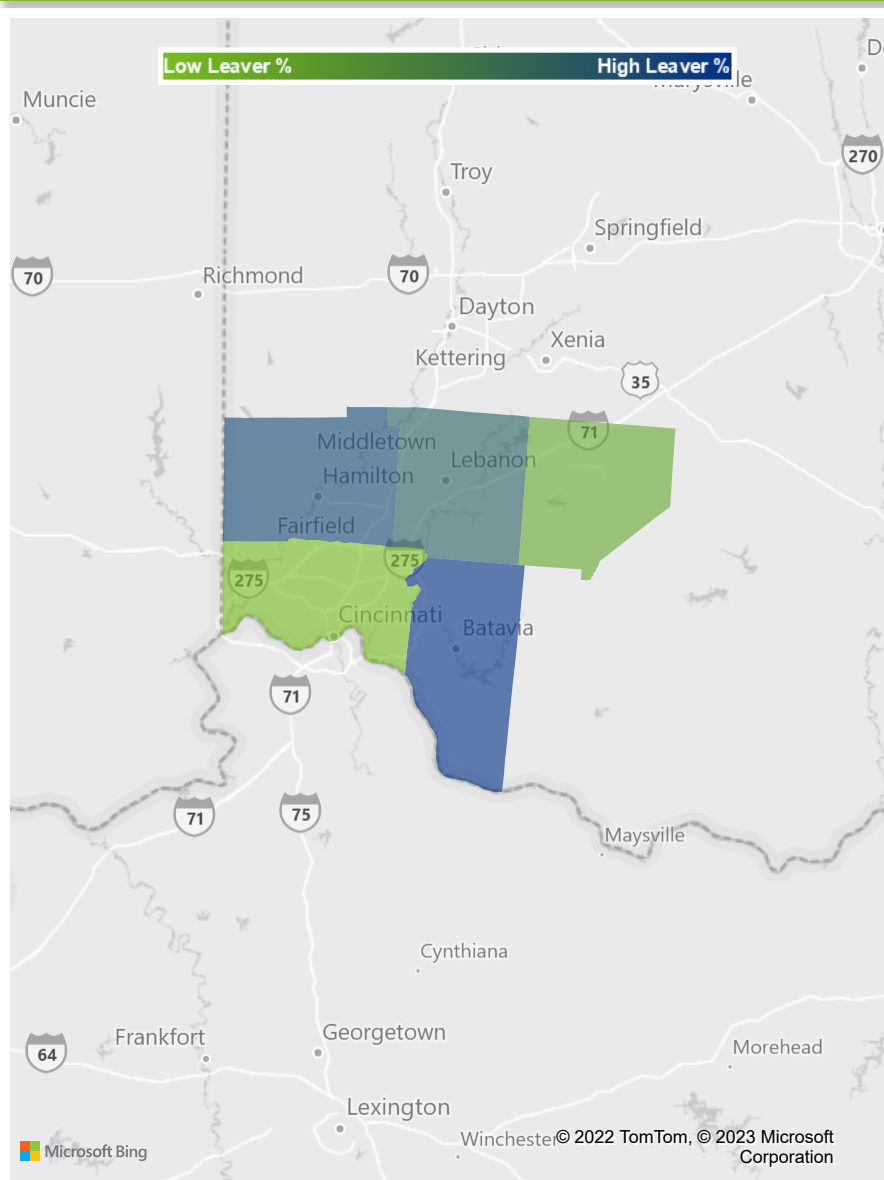 Low Leaver %
High Leaver %
Marysville
Muncie
270
Troy
Springfield
70
Richmond
70
Dayton
Xenia
Kettering
35
71
Middletown
Lebanon
Hamilton
Fairfield
275
275
Cincinnati
Batavia
71
71
75
Maysville
Cynthiana
Frankfort
Georgetown
64
Morehead
Lexington
Winchester
© 2022 TomTom, © 2023 Microsoft
Corporation
Microsoft Bing